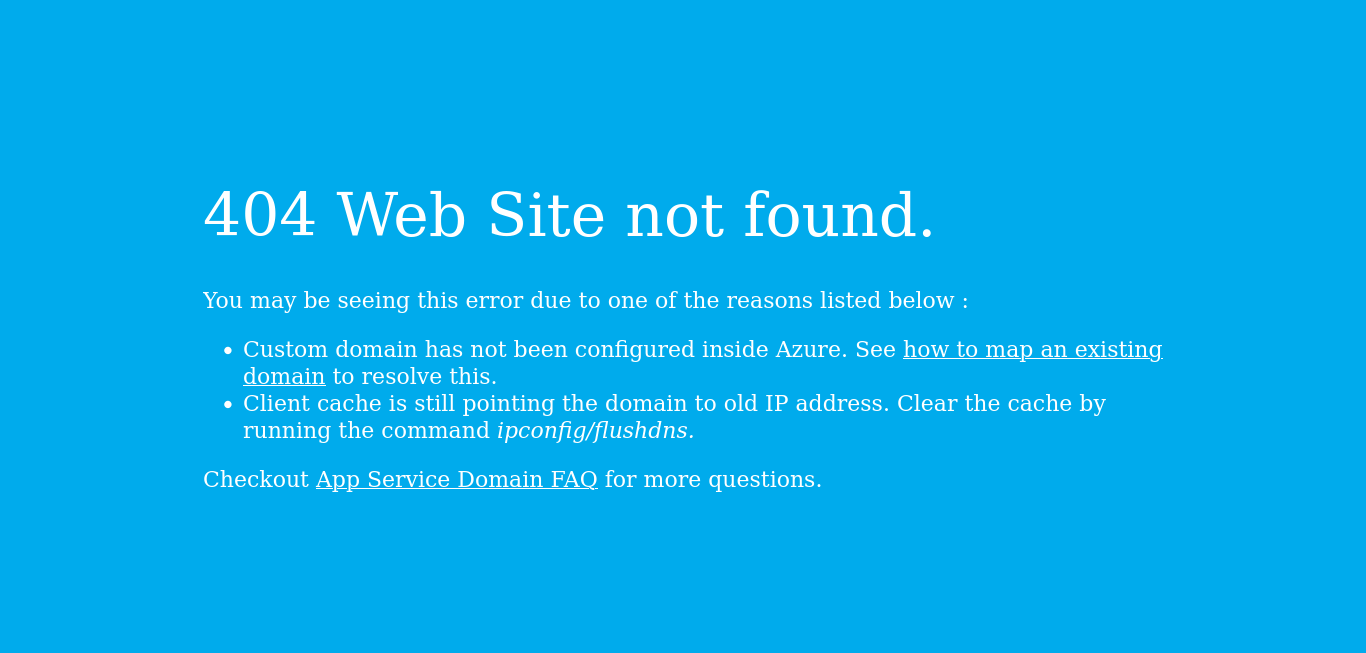 404 Web Site not found.
You may be seeing this error due to one of the reasons listed below :
• Custom domain has not been configured inside Azure. See how to map an existing
domain to resolve this.
• Client cache is still pointing the domain to old IP address. Clear the cache by
running the command ipconfig/flushdns.
Checkout App Service Domain FAQ for more questions.